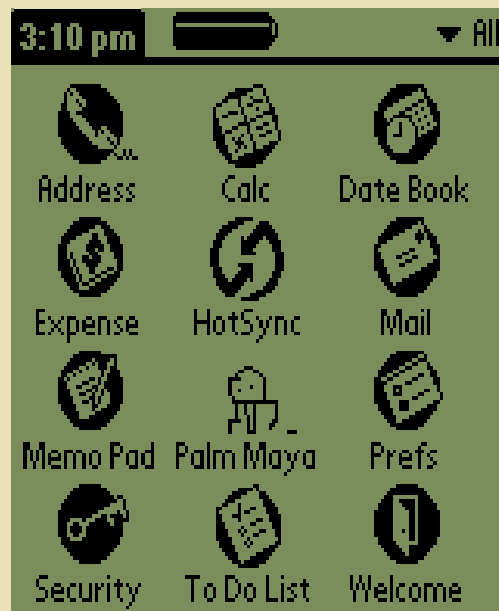 3:10 pm All
Address Calc Date Book
Expense HotSync Mail
Memo Pad Palm Maya Prefs
Security To Do List Welcome